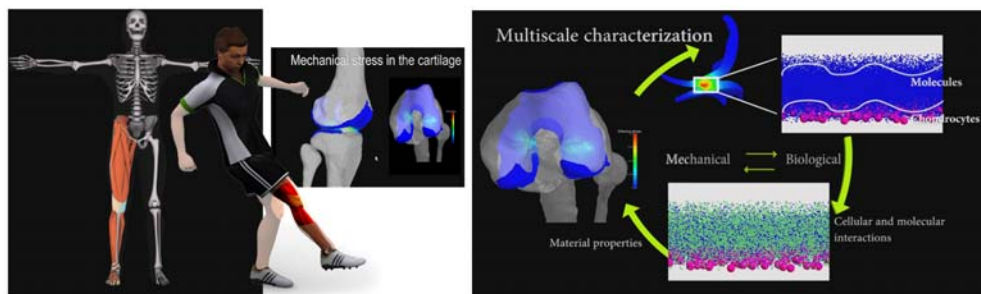 Mechanical stress in the cartilage
Multiscale characterization
Molecules
Chondrocytes
Mechanical
Biological
Cellular and molecular
interactions
Material properties